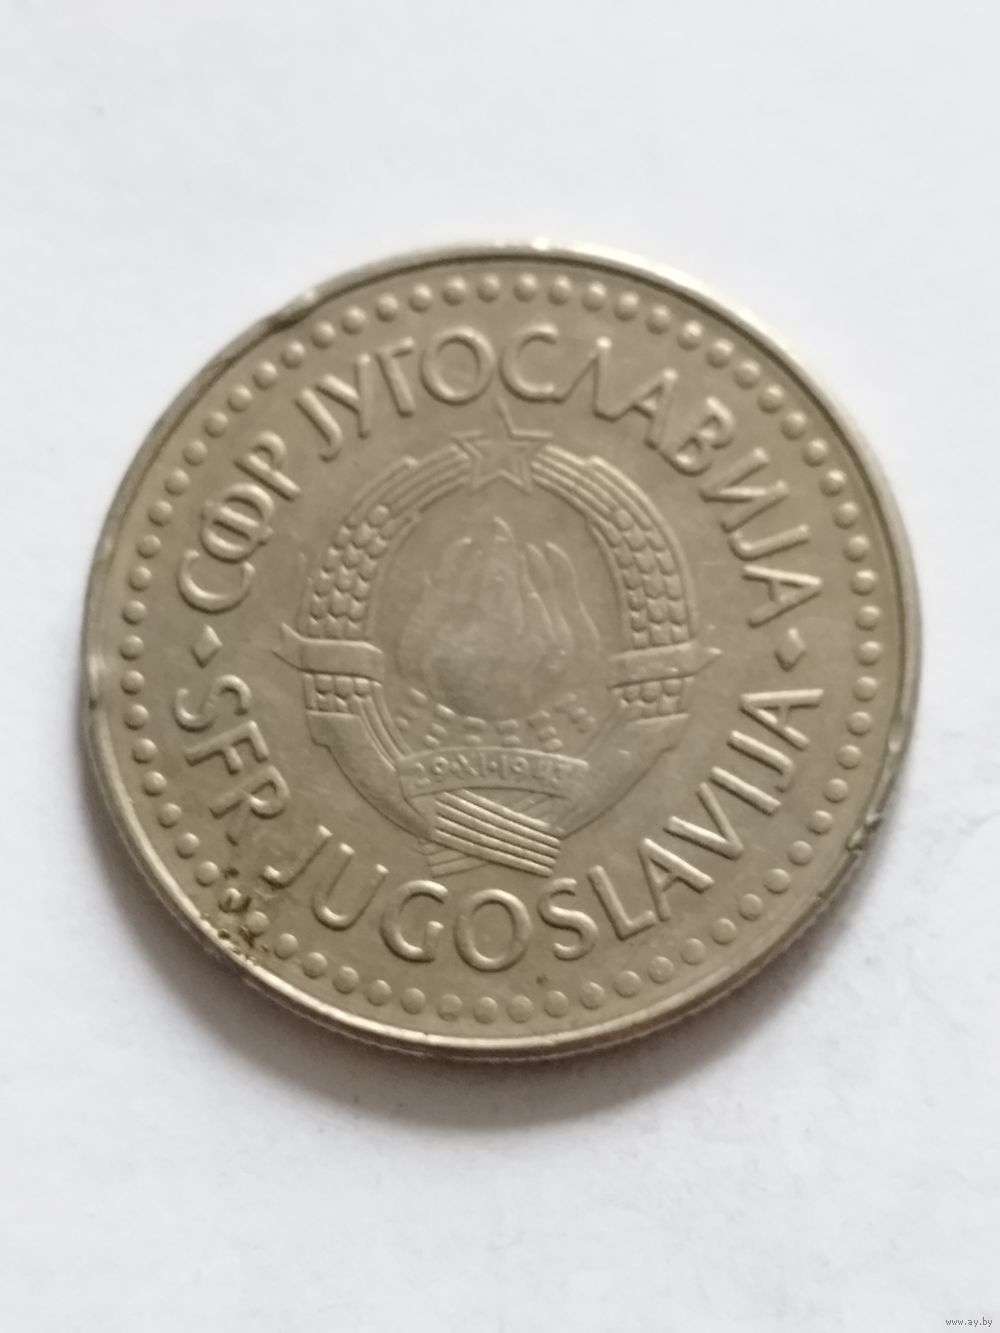 СФР ЈУГОСЛАВИЈА
SFR JUGOSLAVIJA
29·XI·1943
www.ay.by